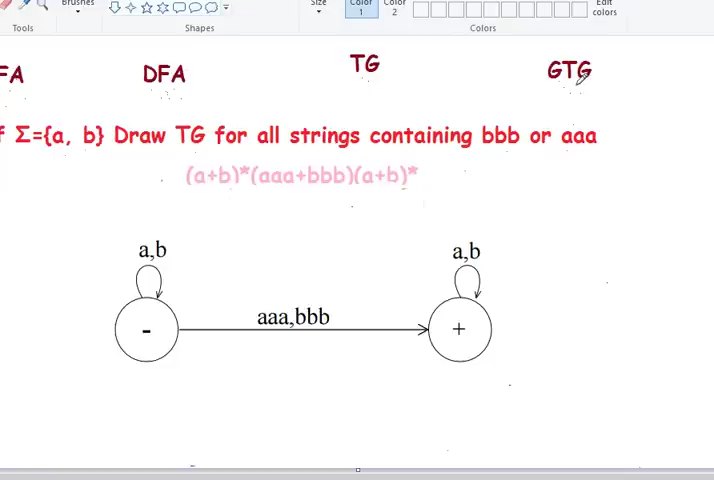 Brushes
Size
Color 1
Color 2
Edit colors
Tools
Shapes
Colors
FA
DFA
TG
GTG
f Σ={a, b} Draw TG for all strings containing bbb or aaa
(a+b)*(aaa+bbb)(a+b)*
a,b
a,b
aaa,bbb
-
+